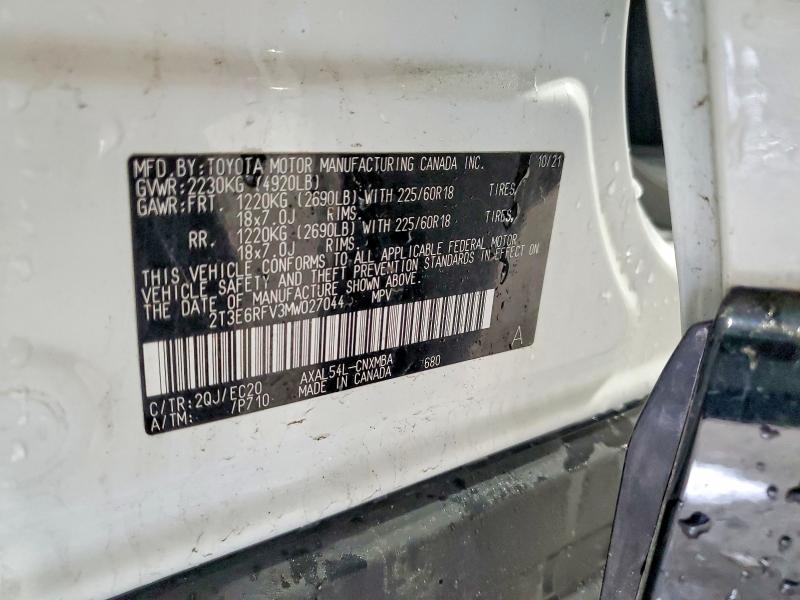 MFD. BY: TOYOTA MOTOR MANUFACTURING CANADA INC. 10/21
GVWR: 2230KG (4920LB)
GAWR: FRT. 1220KG (2690LB) WITH 225/60R18 TIRES,
18x7.0J RIMS.
RR. 1220KG (2690LB) WITH 225/60R18 TIRES,
18x7.0J RIMS.
THIS VEHICLE CONFORMS TO ALL APPLICABLE FEDERAL MOTOR
VEHICLE SAFETY AND THEFT PREVENTION STANDARDS IN EFFECT ON
THE DATE OF MANUFACTURE SHOWN ABOVE.
2T3E6RFV3MW027044 MPV
A
C/TR: 2QJ/EC20 AXAL54L-CNXMBA 680
A/TM: /P710 MADE IN CANADA